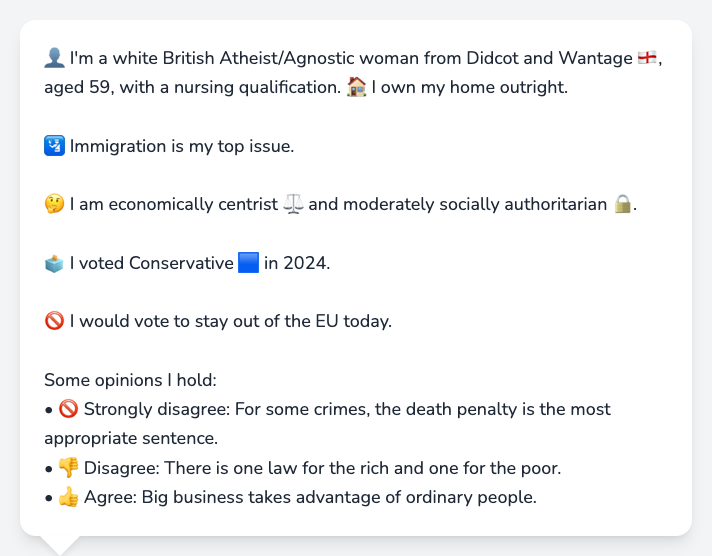 👤 I'm a white British Atheist/Agnostic woman from Didcot and Wantage 🏴󠁧󠁢󠁥󠁮󠁧󠁿,
aged 59, with a nursing qualification. 🏠 I own my home outright.
🛂 Immigration is my top issue.
🤔 I am economically centrist ⚖️ and moderately socially authoritarian 🔒.
🗳️ I voted Conservative 🟦 in 2024.
🚫 I would vote to stay out of the EU today.
Some opinions I hold:
• 🚫 Strongly disagree: For some crimes, the death penalty is the most
appropriate sentence.
• 👎 Disagree: There is one law for the rich and one for the poor.
• 👍 Agree: Big business takes advantage of ordinary people.